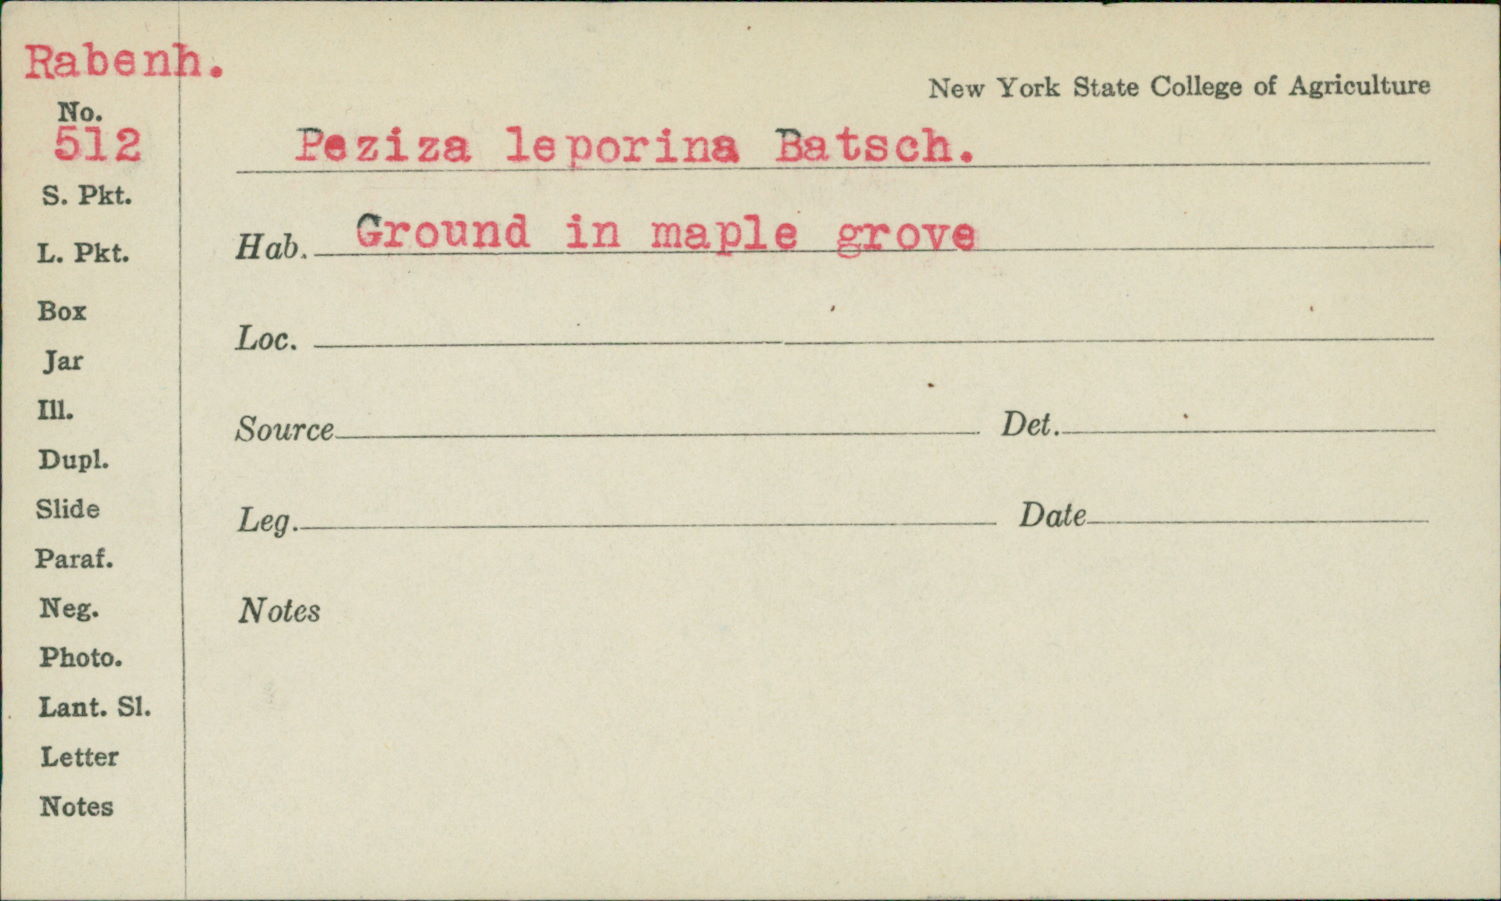 Rabenh.
New York State College of Agriculture
No.
512
Peziza leporina Batsch.
S. Pkt.
Hab. Ground in maple grove
L. Pkt.
Box
Loc.
Jar
Ill.
Source Det.
Dupl.
Slide
Leg. Date
Paraf.
Neg.
Notes
Photo.
Lant. Sl.
Letter
Notes